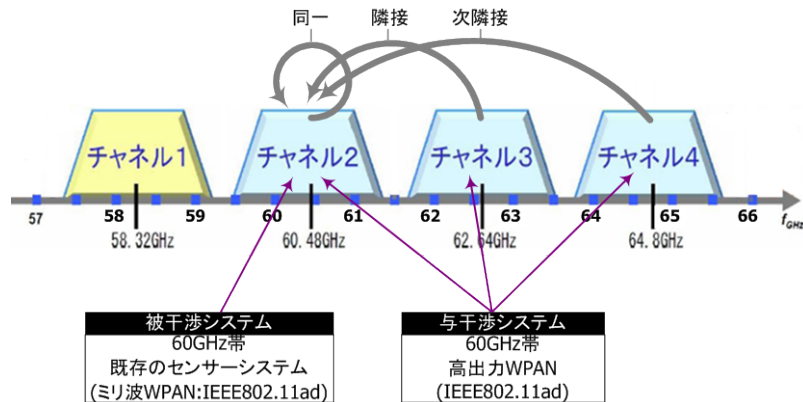 同一 隣接 次隣接
チャネル1 チャネル2 チャネル3 チャネル4
57 58 59 60 61 62 63 64 65 66 fGHz
58.32GHz 60.48GHz 62.64GHz 64.8GHz
被干渉システム
60GHz帯
既存のセンサーシステム
(ミリ波WPAN:IEEE802.11ad)
与干渉システム
60GHz帯
高出力WPAN
(IEEE802.11ad)